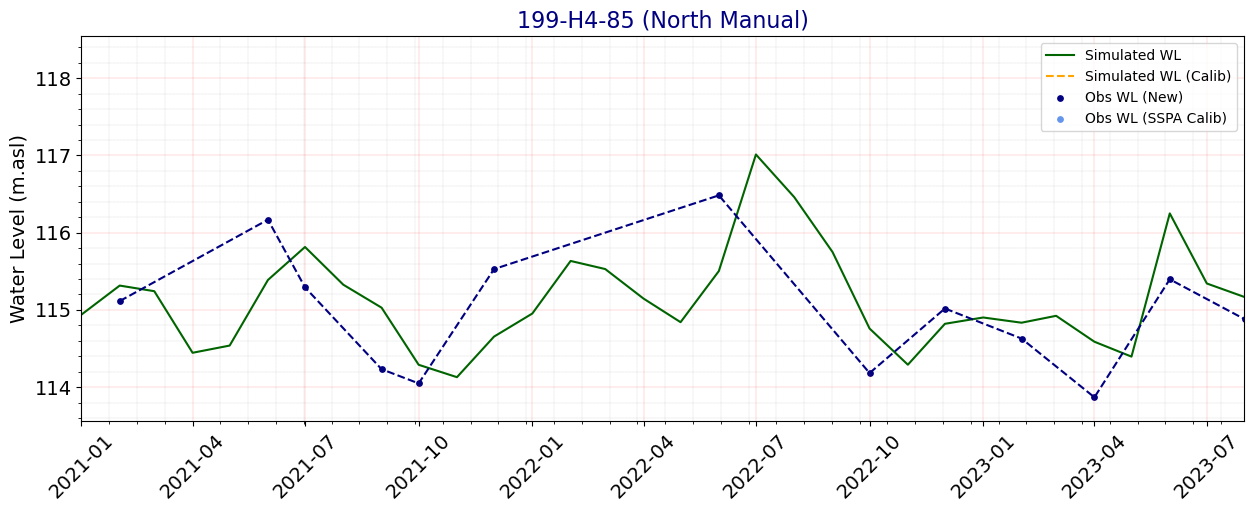 199-H4-85 (North Manual)
Simulated WL
Simulated WL (Calib)
Obs WL (New)
Obs WL (SSPA Calib)
Water Level (m.asl)
118
117
116
115
114
2021-01
2021-04
2021-07
2021-10
2022-01
2022-04
2022-07
2022-10
2023-01
2023-04
2023-07